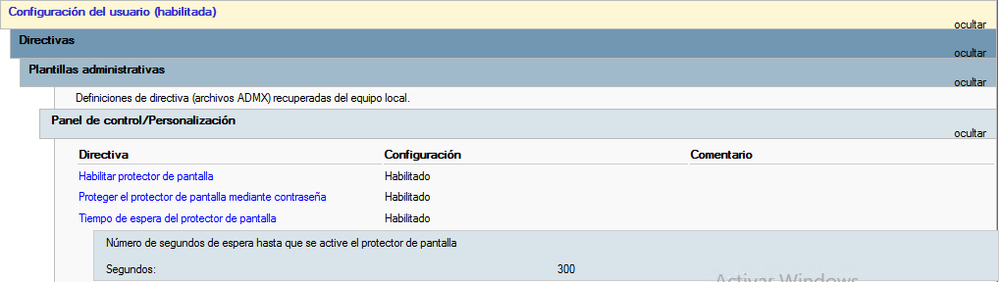 Configuración del usuario (habilitada)
ocultar
Directivas
ocultar
Plantillas administrativas
ocultar
Definiciones de directiva (archivos ADMX) recuperadas del equipo local.
Panel de control/Personalización
ocultar
Directiva Configuración Comentario
Habilitar protector de pantalla Habilitado
Proteger el protector de pantalla mediante contraseña Habilitado
Tiempo de espera del protector de pantalla Habilitado
Número de segundos de espera hasta que se active el protector de pantalla
Segundos: 300
Activar Windows